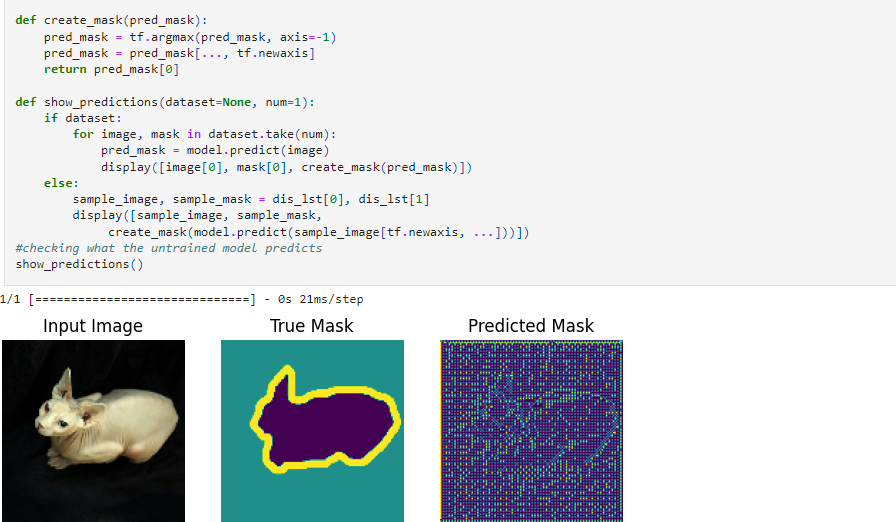 def create_mask(pred_mask):
    pred_mask = tf.argmax(pred_mask, axis=-1)
    pred_mask = pred_mask[..., tf.newaxis]
    return pred_mask[0]

def show_predictions(dataset=None, num=1):
    if dataset:
        for image, mask in dataset.take(num):
            pred_mask = model.predict(image)
            display([image[0], mask[0], create_mask(pred_mask)])
    else:
        sample_image, sample_mask = dis_lst[0], dis_lst[1]
        display([sample_image, sample_mask,
             create_mask(model.predict(sample_image[tf.newaxis, ...]))])
#checking what the untrained model predicts
show_predictions()
1/1 [==============================] - 0s 21ms/step
Input Image True Mask Predicted Mask